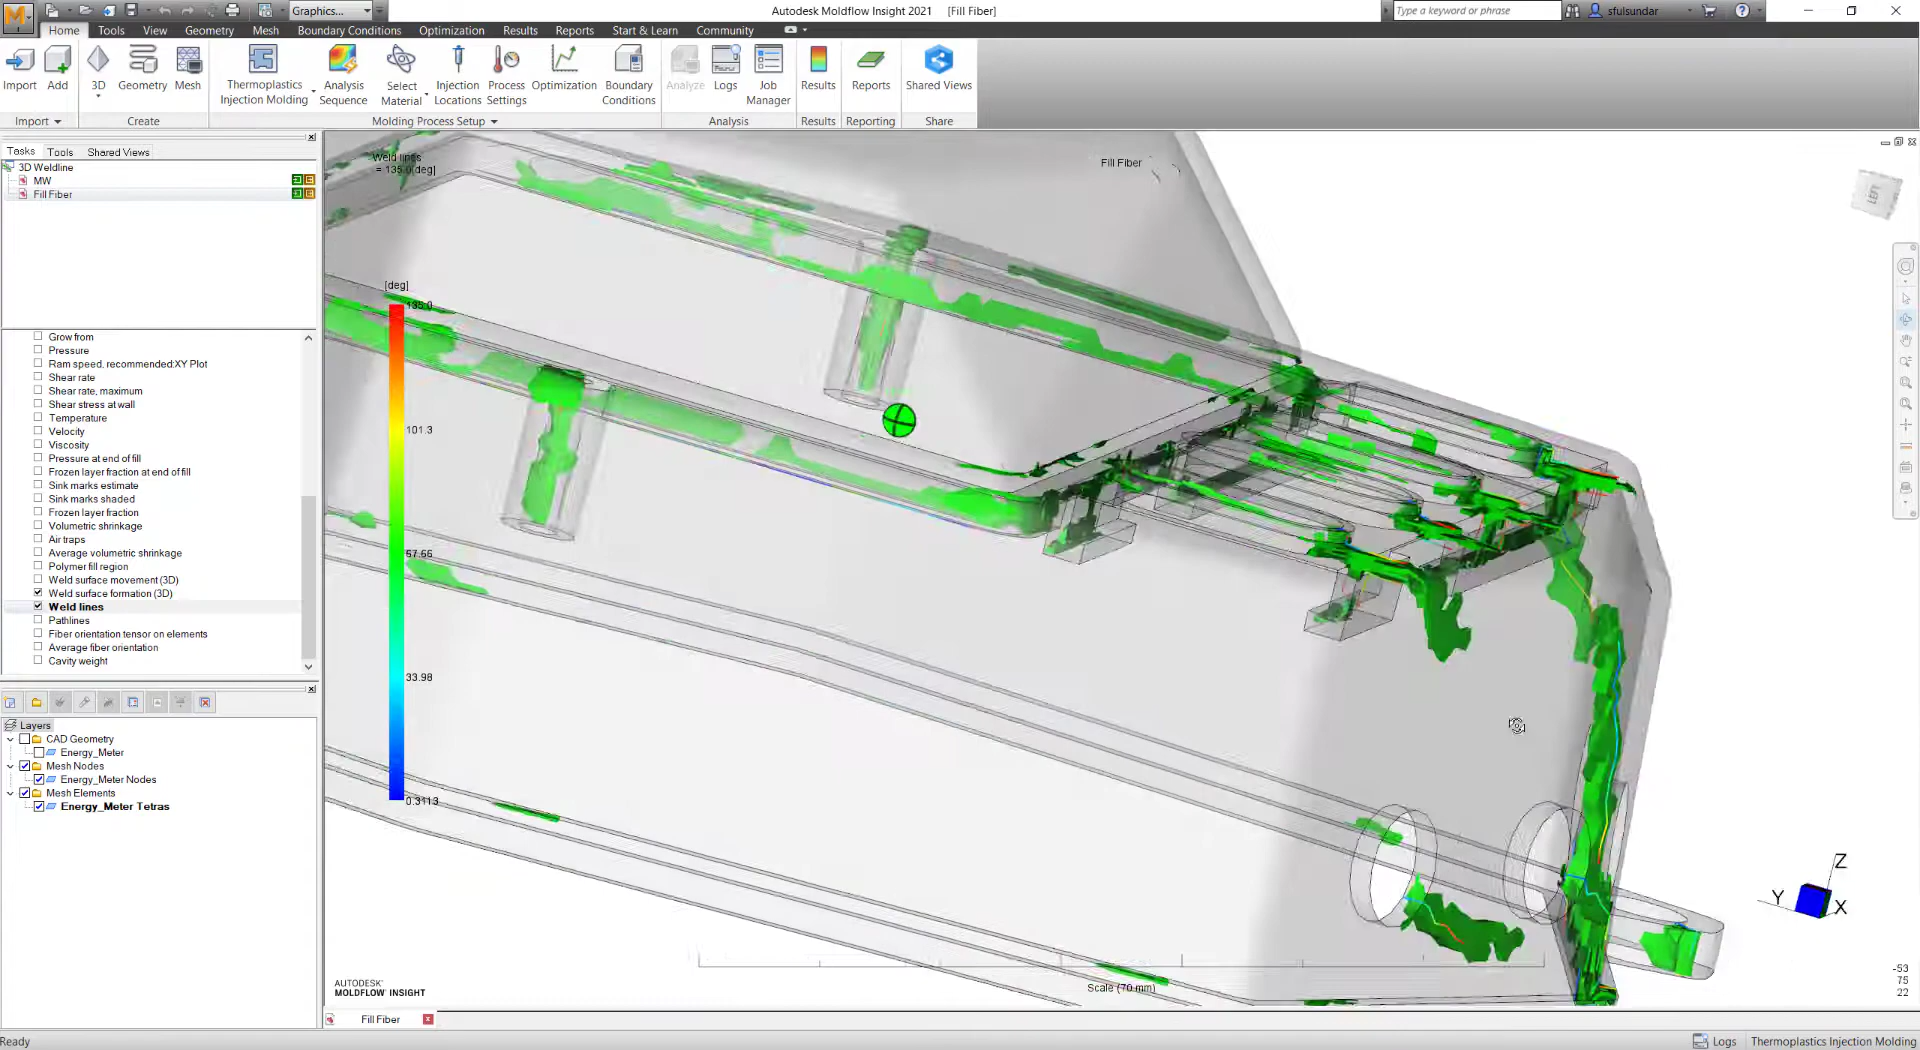 Graphics...
Autodesk Moldflow Insight 2021 [Fill Fiber]
Type a keyword or phrase
sfulsundar
Home Tools View Geometry Mesh Boundary Conditions Optimization Results Reports Start & Learn Community
Import Add 3D Geometry Mesh Thermoplastics Injection Molding Analysis Sequence Select Material Injection Locations Process Settings Optimization Boundary Conditions Analyze Logs Job Manager Results Reports Shared Views
Import Create Molding Process Setup Analysis Results Reporting Share
Tasks Tools Shared Views
3D Weldline
MW
Fill Fiber
Grow from
Pressure
Ram speed, recommended:XY Plot
Shear rate
Shear rate, maximum
Shear stress at wall
Temperature
Velocity
Viscosity
Pressure at end of fill
Frozen layer fraction at end of fill
Sink marks estimate
Sink marks shaded
Frozen layer fraction
Volumetric shrinkage
Air traps
Average volumetric shrinkage
Polymer fill region
Weld surface movement (3D)
Weld surface formation (3D)
Weld lines
Pathlines
Fiber orientation tensor on elements
Average fiber orientation
Cavity weight
Layers
CAD Geometry
Energy_Meter
Mesh Nodes
Energy_Meter Nodes
Mesh Elements
Energy_Meter Tetras
Weld lines
= 135.0[deg]
Fill Fiber
LEFT
[deg]
135.0
101.3
67.66
33.98
0.3113
Z
Y
X
-53
75
22
Scale (70 mm)
AUTODESK
MOLDFLOW INSIGHT
Fill Fiber
Ready
Logs Thermoplastics Injection Molding